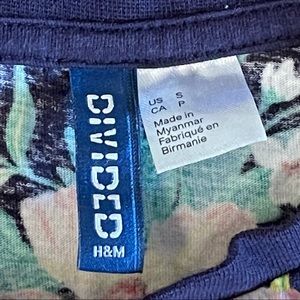 DIVIDED
H&M
US S
CA P
Made in
Myanmar
Fabriqué en
Birmanie